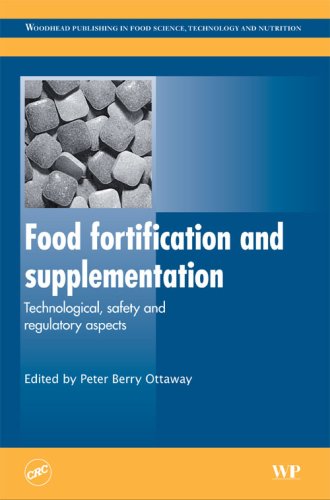 WOODHEAD PUBLISHING IN FOOD SCIENCE, TECHNOLOGY AND NUTRITION
Food fortification and
supplementation
Technological, safety and
regulatory aspects
Edited by Peter Berry Ottaway
CRC
WP